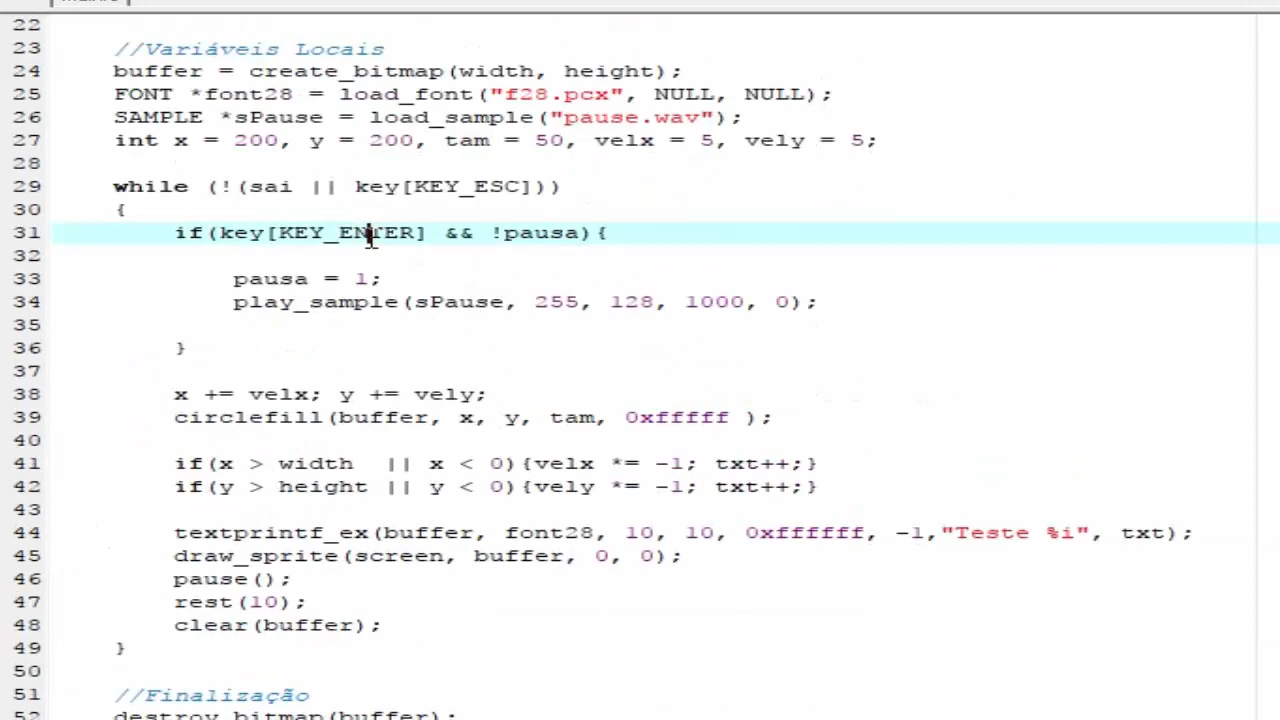 22
23 //Variáveis Locais
24 buffer = create_bitmap(width, height);
25 FONT *font28 = load_font("f28.pcx", NULL, NULL);
26 SAMPLE *sPause = load_sample("pause.wav");
27 int x = 200, y = 200, tam = 50, velx = 5, vely = 5;
28
29 while (!(sai || key[KEY_ESC]))
30 {
31 if(key[KEY_ENTER] && !pausa){
32
33 pausa = 1;
34 play_sample(sPause, 255, 128, 1000, 0);
35
36 }
37
38 x += velx; y += vely;
39 circlefill(buffer, x, y, tam, 0xfffff );
40
41 if(x > width || x < 0){velx *= -1; txt++;}
42 if(y > height || y < 0){vely *= -1; txt++;}
43
44 textprintf_ex(buffer, font28, 10, 10, 0xffffff, -1,"Teste %i", txt);
45 draw_sprite(screen, buffer, 0, 0);
46 pause();
47 rest(10);
48 clear(buffer);
49 }
50
51 //Finalização
52 destroy_bitmap(buffer);